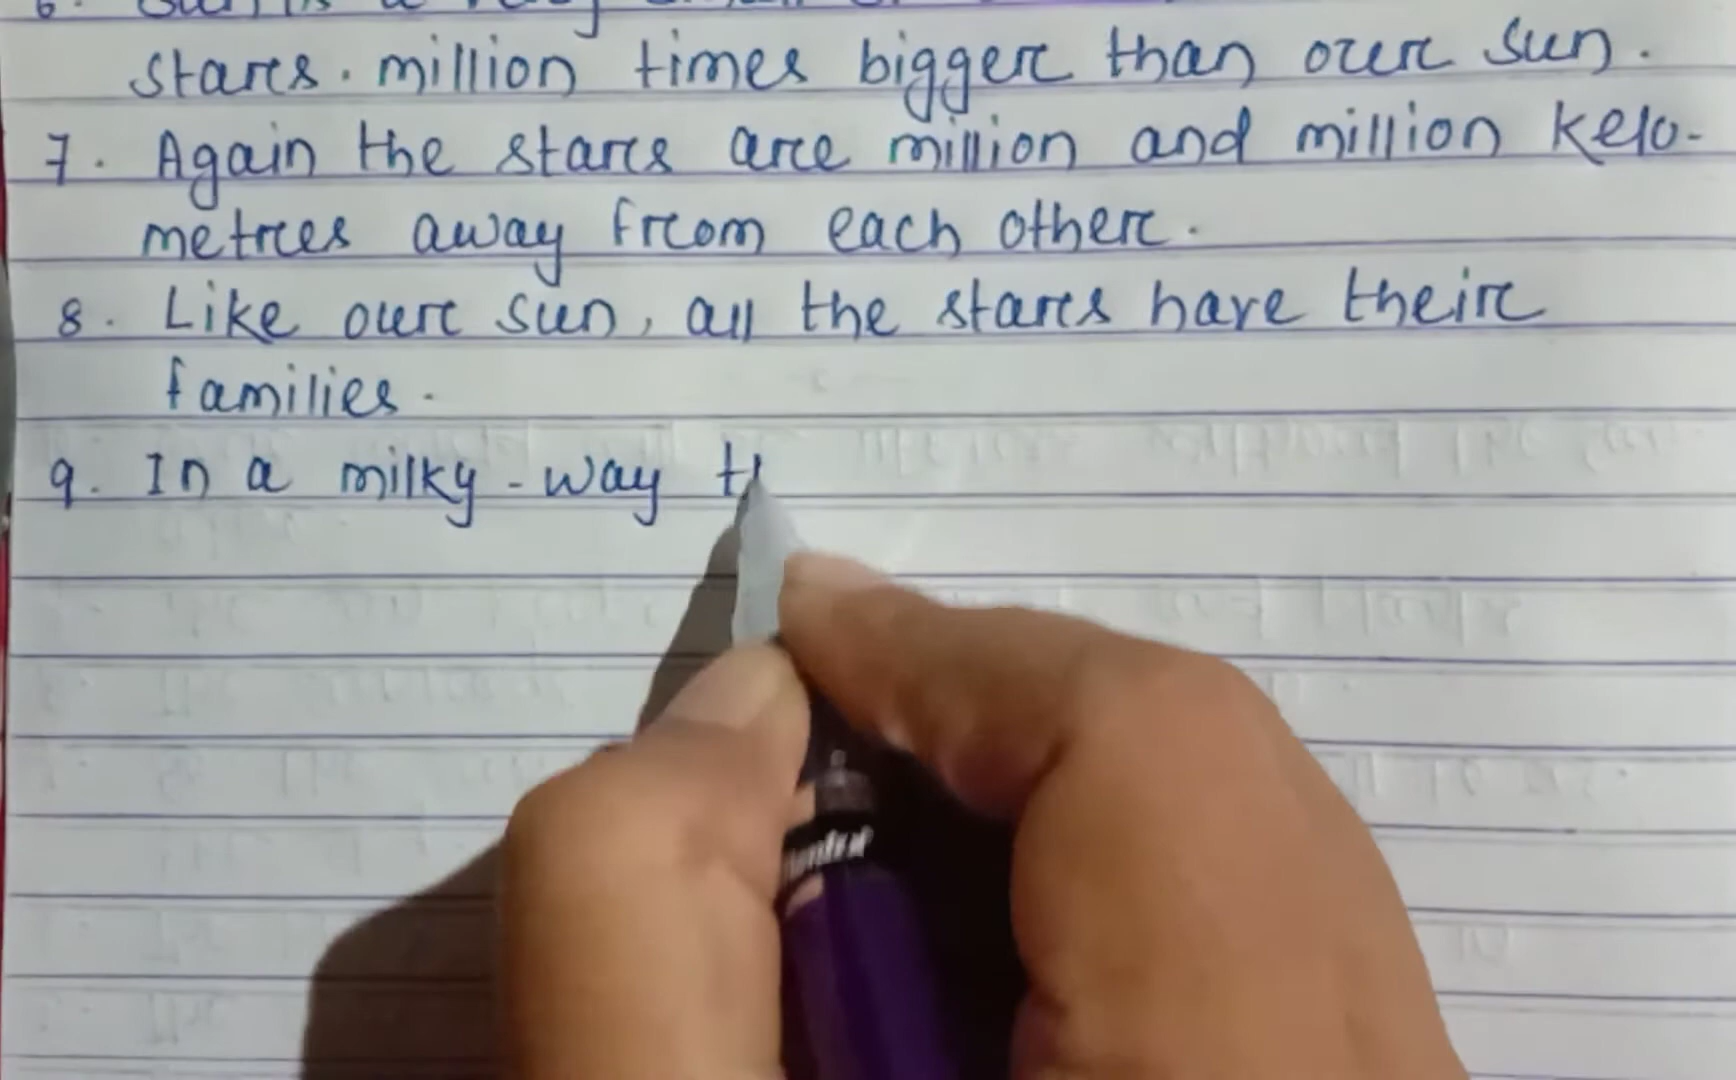 stars. million times bigger than our sun.
7. Again the stars are million and million kelo-
metres away from each other.
8. Like our sun, all the stars have their
families.
9. In a milky-way t